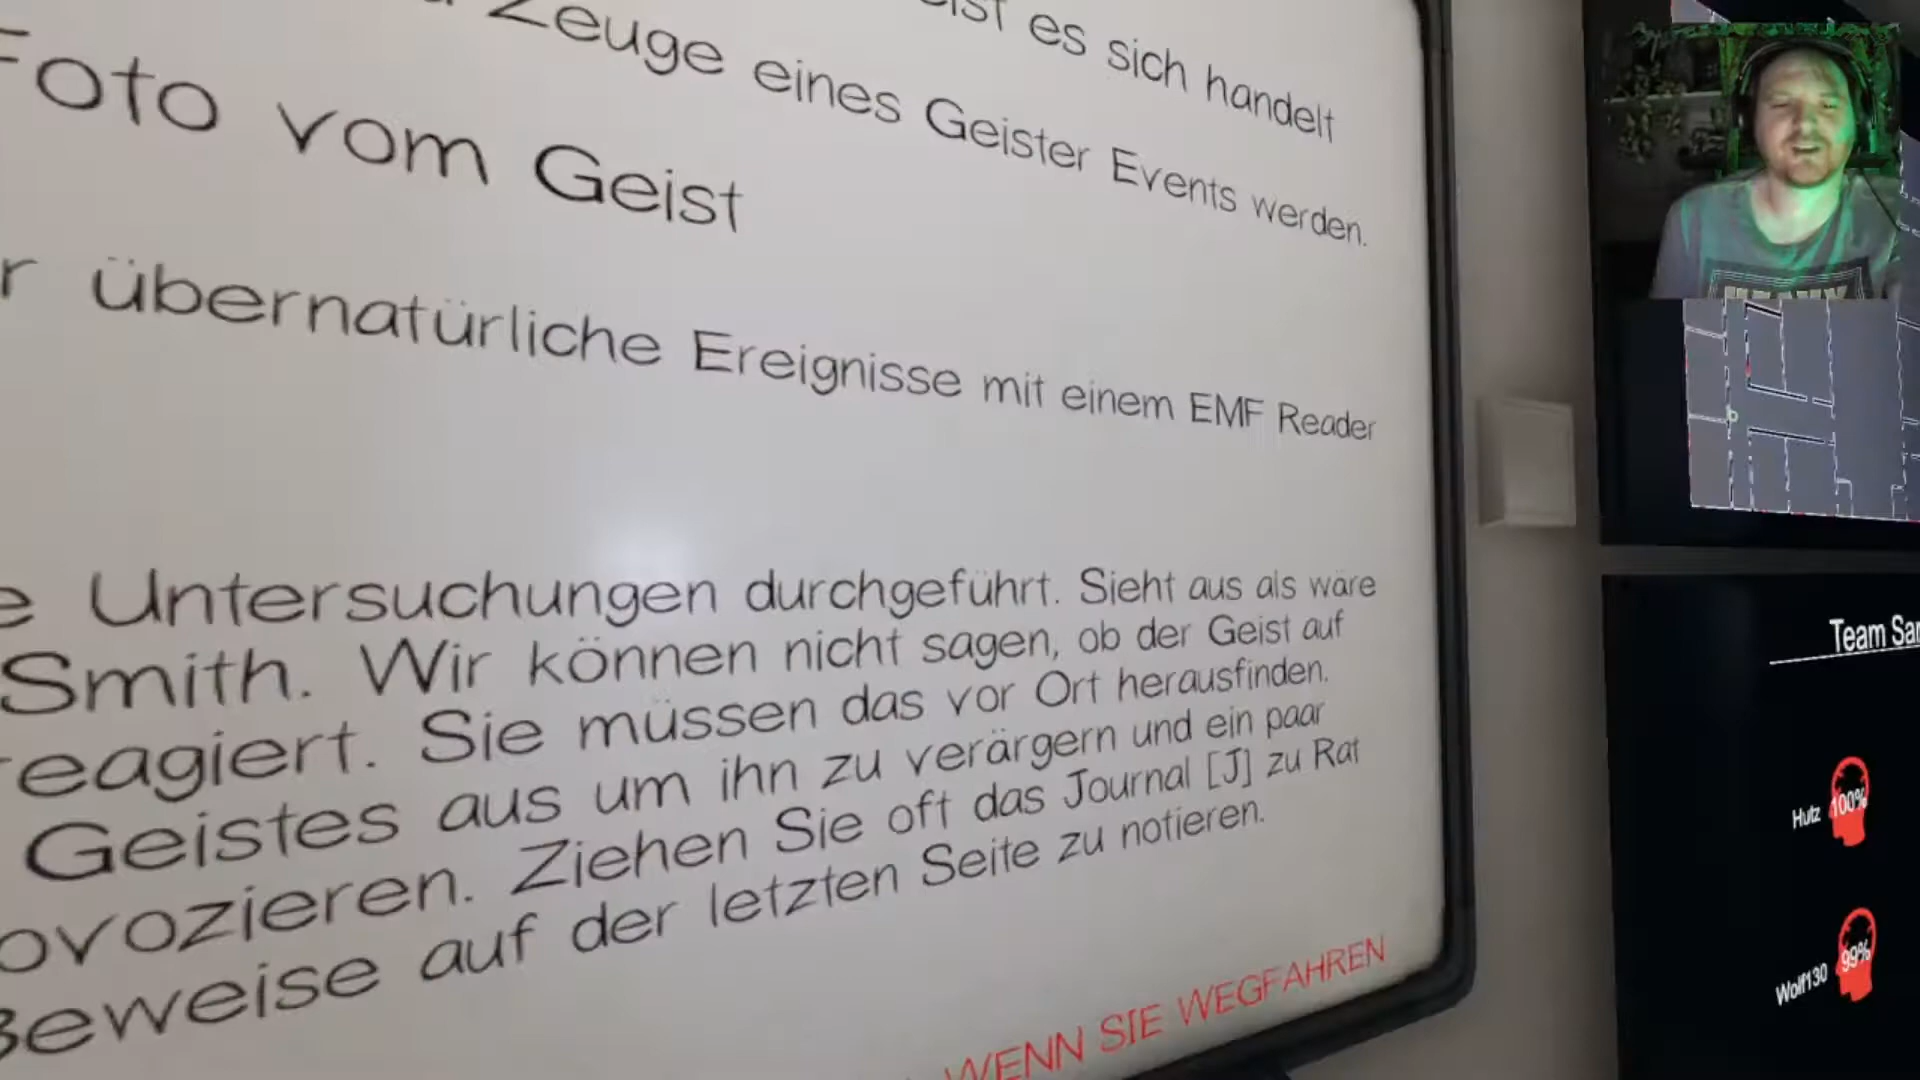 es sich handelt
Zeuge eines Geister Events werden.
Foto vom Geist
r übernatürliche Ereignisse mit einem EMF Reader
e Untersuchungen durchgeführt. Sieht aus als wäre
Smith. Wir können nicht sagen, ob der Geist auf
reagiert. Sie müssen das vor Ort herausfinden.
Geistes aus um ihn zu verärgern und ein paar
ovozieren. Ziehen Sie oft das Journal [J] zu Rat
Beweise auf der letzten Seite zu notieren.
WENN SIE WEGFAHREN
Team Sa
Hutz 100%
Wolf130 99%